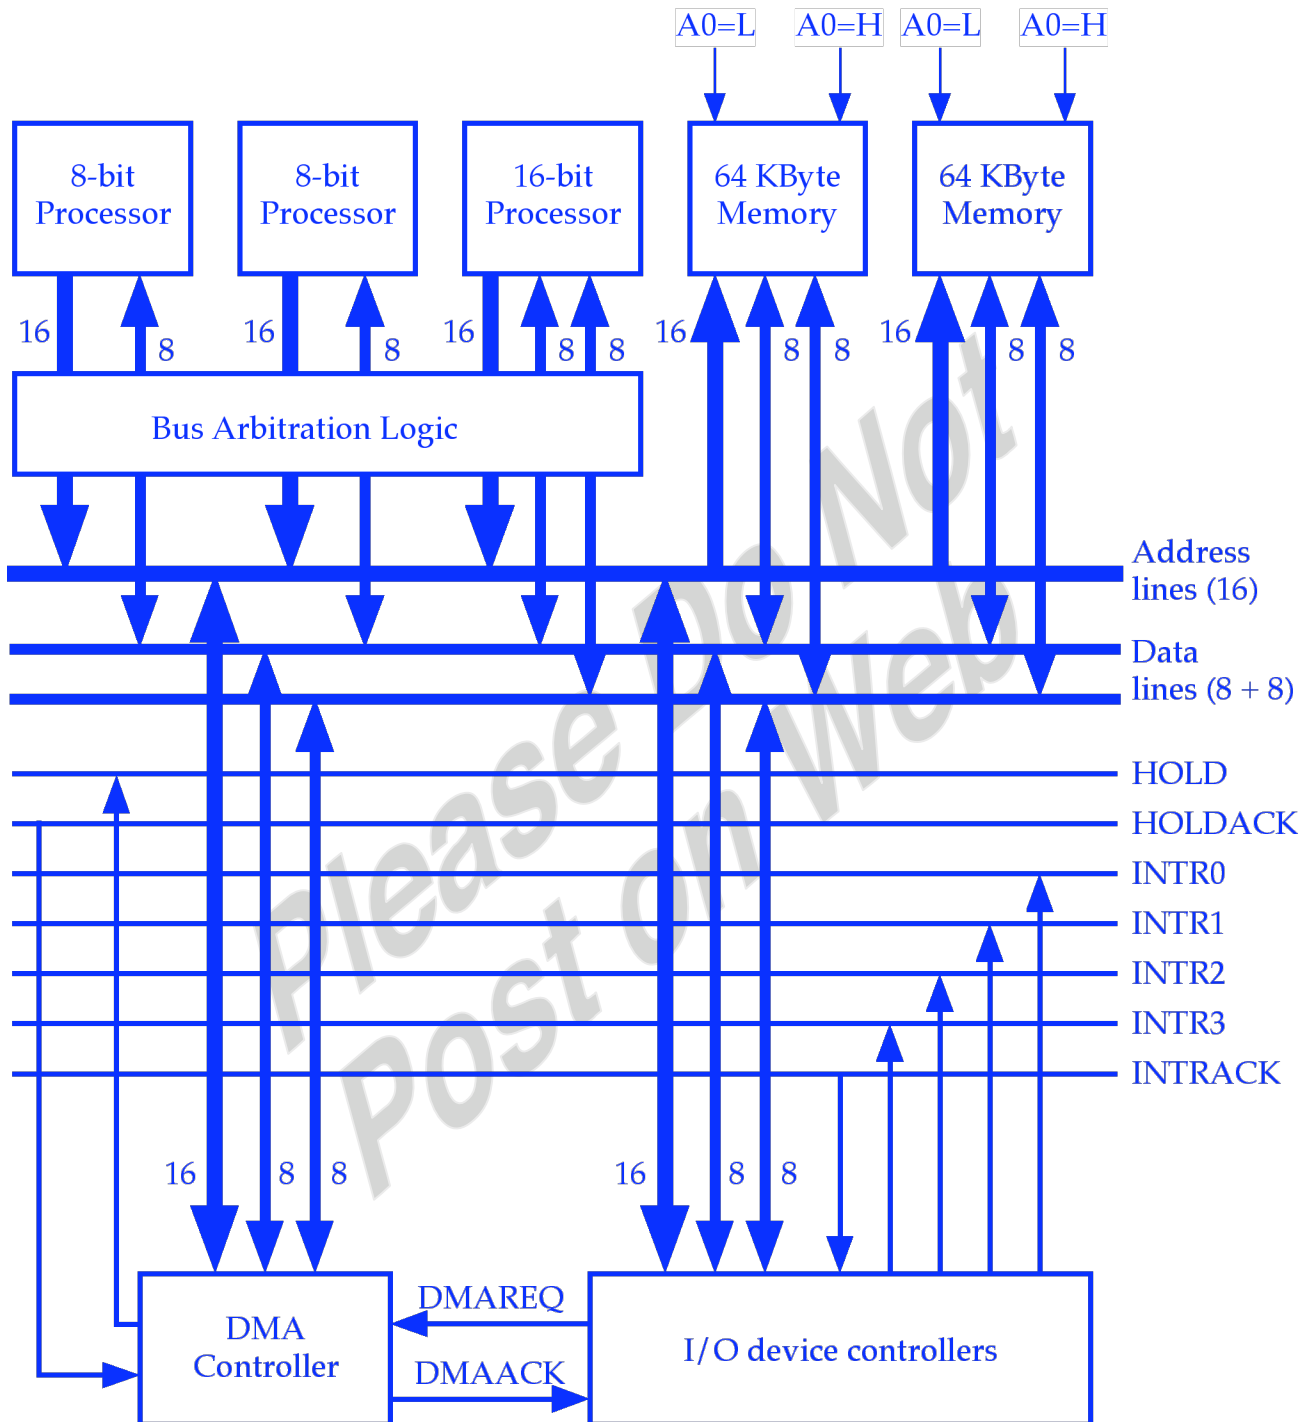 A0=L
A0=H
A0=L
A0=H
8-bit
Processor
8-bit
Processor
16-bit
Processor
64 KByte
Memory
64 KByte
Memory
16
8
16
8
16
8
8
16
8
8
16
8
8
Bus Arbitration Logic
Address
lines (16)
Data
lines (8 + 8)
HOLD
HOLDACK
INTR0
INTR1
INTR2
INTR3
INTRACK
Please Do Not
Post on Web
16
8
8
16
8
8
DMAREQ
DMA
Controller
DMAACK
I/O device controllers